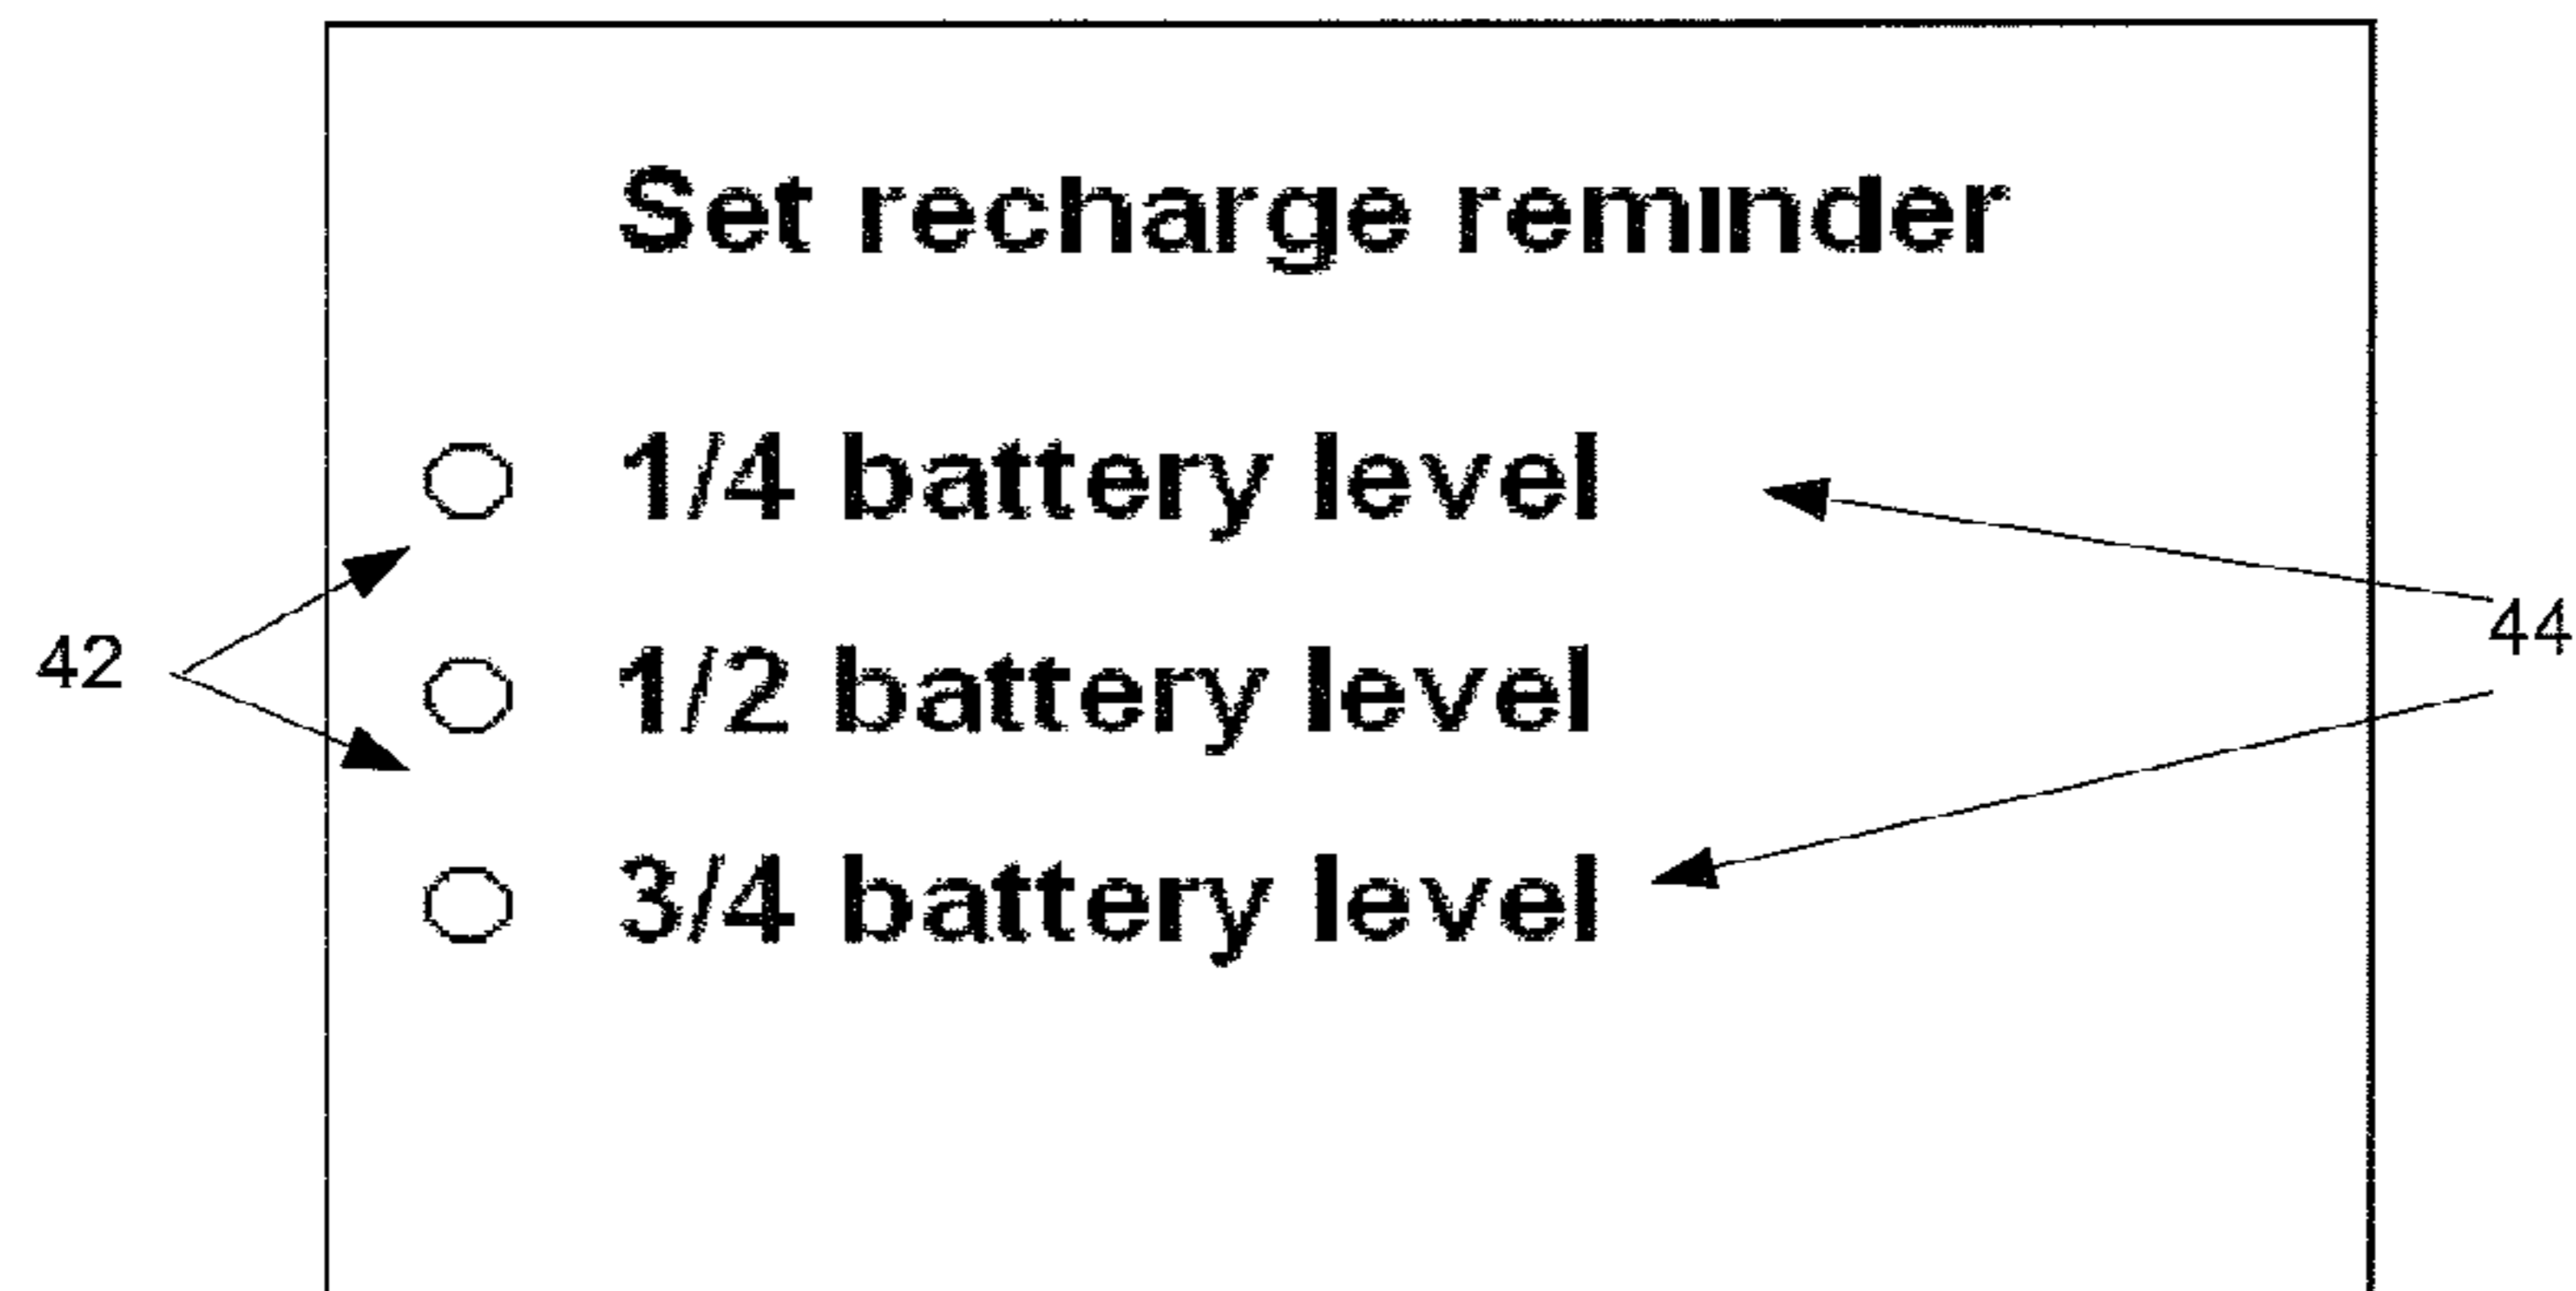 Set recharge reminder
1/4 battery level
42
44
1/2 battery level
3/4 battery level